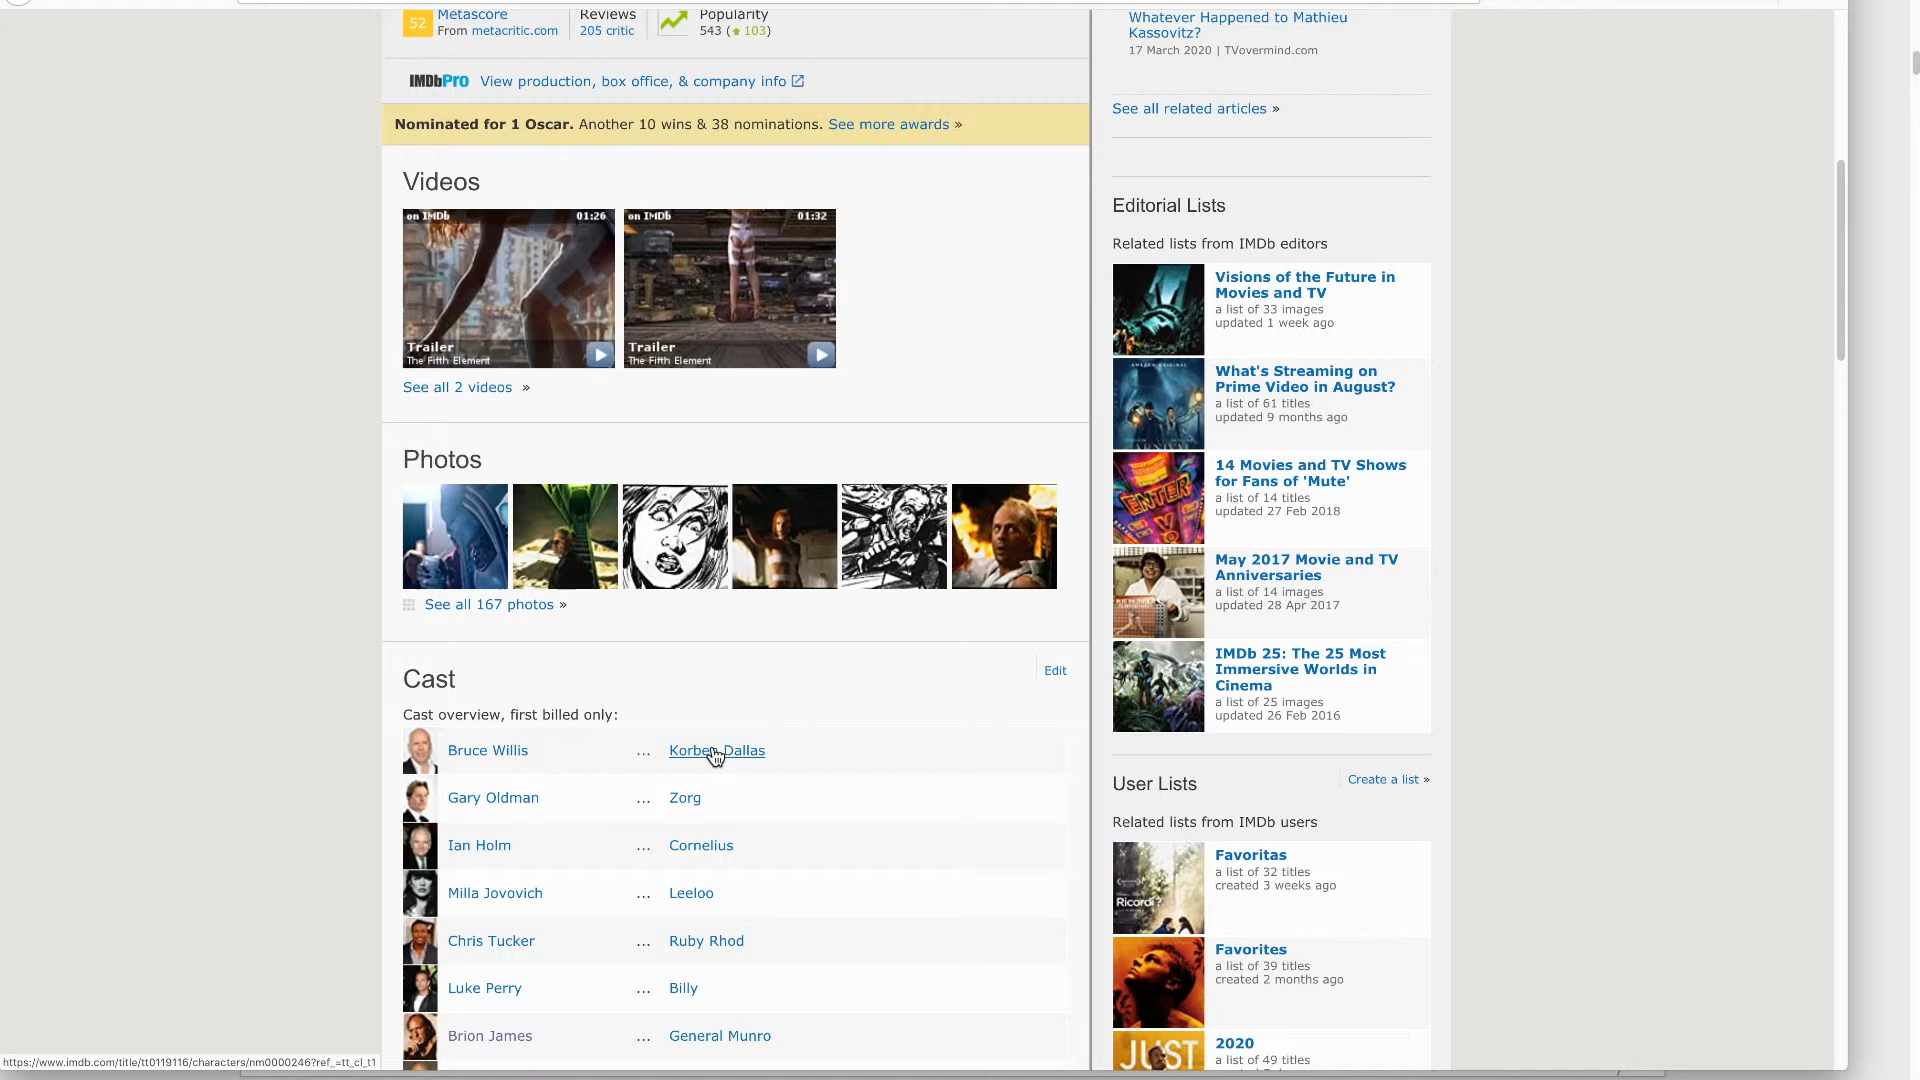 52
Metascore
From metacritic.com
Reviews
205 critic
Popularity
543 (103)
IMDbPro View production, box office, & company info
Nominated for 1 Oscar. Another 10 wins & 38 nominations. See more awards »
Videos
on IMDb 01:26
Trailer
The Fifth Element
on IMDb 01:32
Trailer
The Fifth Element
See all 2 videos »
Photos
See all 167 photos »
Cast
Edit
Cast overview, first billed only:
Bruce Willis ... Korben Dallas
Gary Oldman ... Zorg
Ian Holm ... Cornelius
Milla Jovovich ... Leeloo
Chris Tucker ... Ruby Rhod
Luke Perry ... Billy
Brion James ... General Munro
https://www.imdb.com/title/tt0119116/characters/nm0000246?ref_=tt_cl_t1
Whatever Happened to Mathieu
Kassovitz?
17 March 2020 | TVovermind.com
See all related articles »
Editorial Lists
Related lists from IMDb editors
Visions of the Future in
Movies and TV
a list of 33 images
updated 1 week ago
What's Streaming on
Prime Video in August?
a list of 61 titles
updated 9 months ago
14 Movies and TV Shows
for Fans of 'Mute'
a list of 14 titles
updated 27 Feb 2018
ENTER
May 2017 Movie and TV
Anniversaries
a list of 14 images
updated 28 Apr 2017
IMDb 25: The 25 Most
Immersive Worlds in
Cinema
a list of 25 images
updated 26 Feb 2016
User Lists
Create a list »
Related lists from IMDb users
Favoritas
a list of 32 titles
created 3 weeks ago
Ricordi?
Favorites
a list of 39 titles
created 2 months ago
2020
a list of 49 titles
JUST